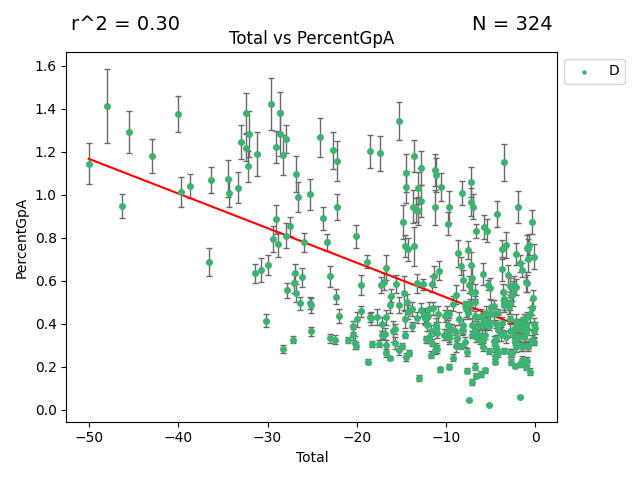 r^2 = 0.30 N = 324
Total vs PercentGpA
D
1.6
1.4
1.2
1.0
0.8
0.6
0.4
0.2
0.0
PercentGpA
−50 −40 −30 −20 −10 0
Total